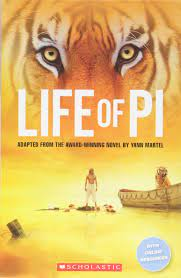 LIFE OF PI
ADAPTED FROM THE AWARD-WINNING NOVEL BY YANN MARTEL
WITH
ONLINE
RESOURCES
SCHOLASTIC